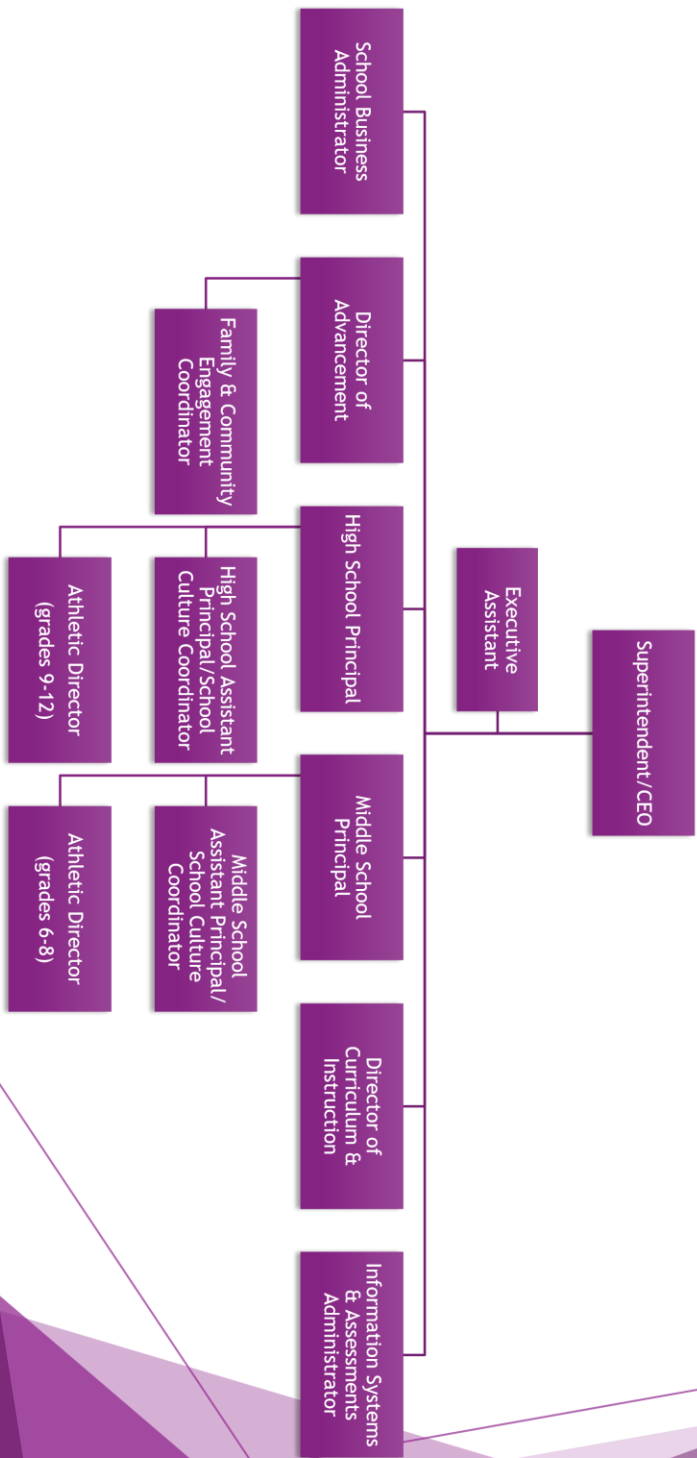 Superintendent/CEO
Executive
Assistant
School Business
Administrator
Director of
Advancement
High School Principal
Middle School
Principal
Director of
Curriculum &
Instruction
Information Systems
& Assessments
Administrator
Family & Community
Engagement
Coordinator
High School Assistant
Principal/School
Culture Coordinator
Middle School
Assistant Principal/
School Culture
Coordinator
Athletic Director
(grades 9-12)
Athletic Director
(grades 6-8)